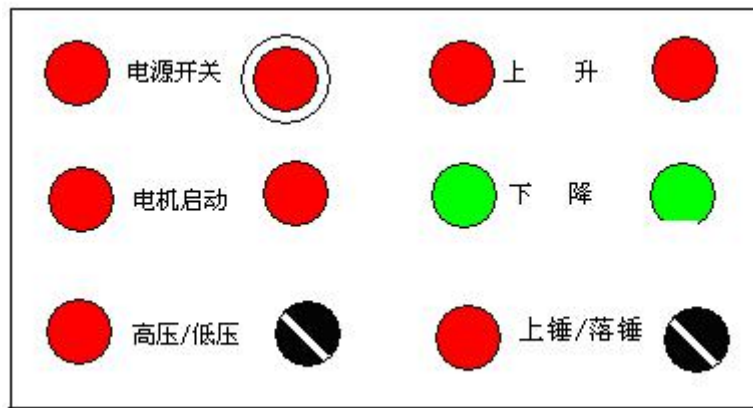 电源开关
上 升
电机启动
下 降
高压/低压
上锤/落锤